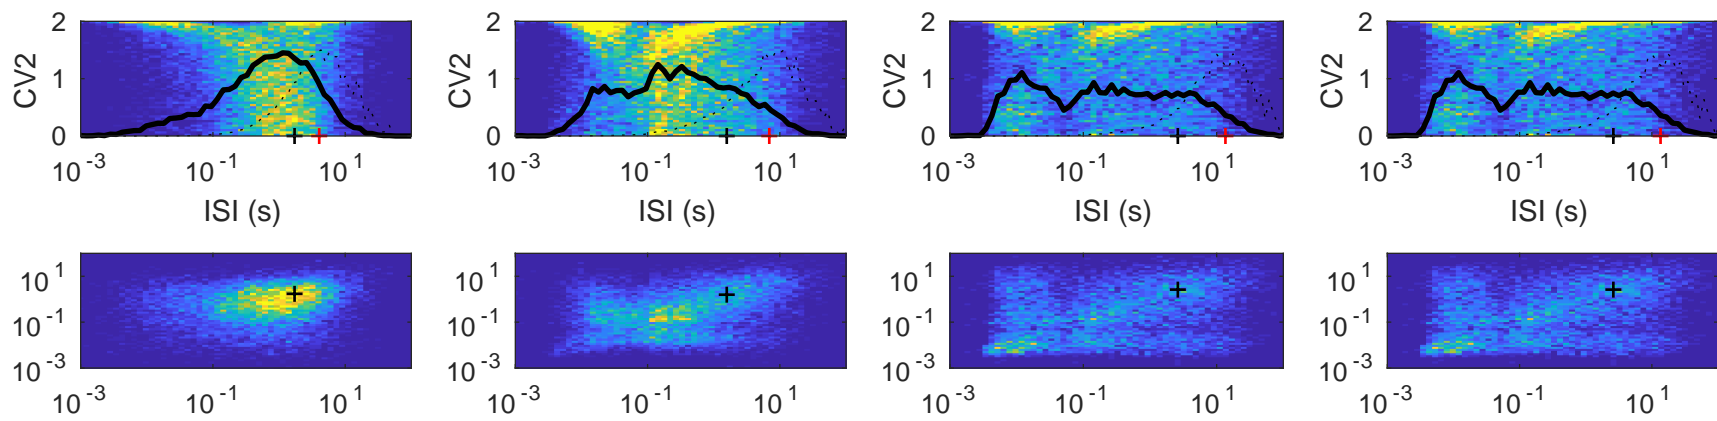 2 2 2 2
CV2 CV2 CV2 CV2
1 1 1 1
0 0 0 0
10^-3 10^-1 10^1 10^-3 10^-1 10^1 10^-3 10^-1 10^1 10^-3 10^-1 10^1
ISI (s) ISI (s) ISI (s) ISI (s)
10^1 10^1 10^1 10^1
10^-1 10^-1 10^-1 10^-1
10^-3 10^-3 10^-3 10^-3
10^-3 10^-1 10^1 10^-3 10^-1 10^1 10^-3 10^-1 10^1 10^-3 10^-1 10^1